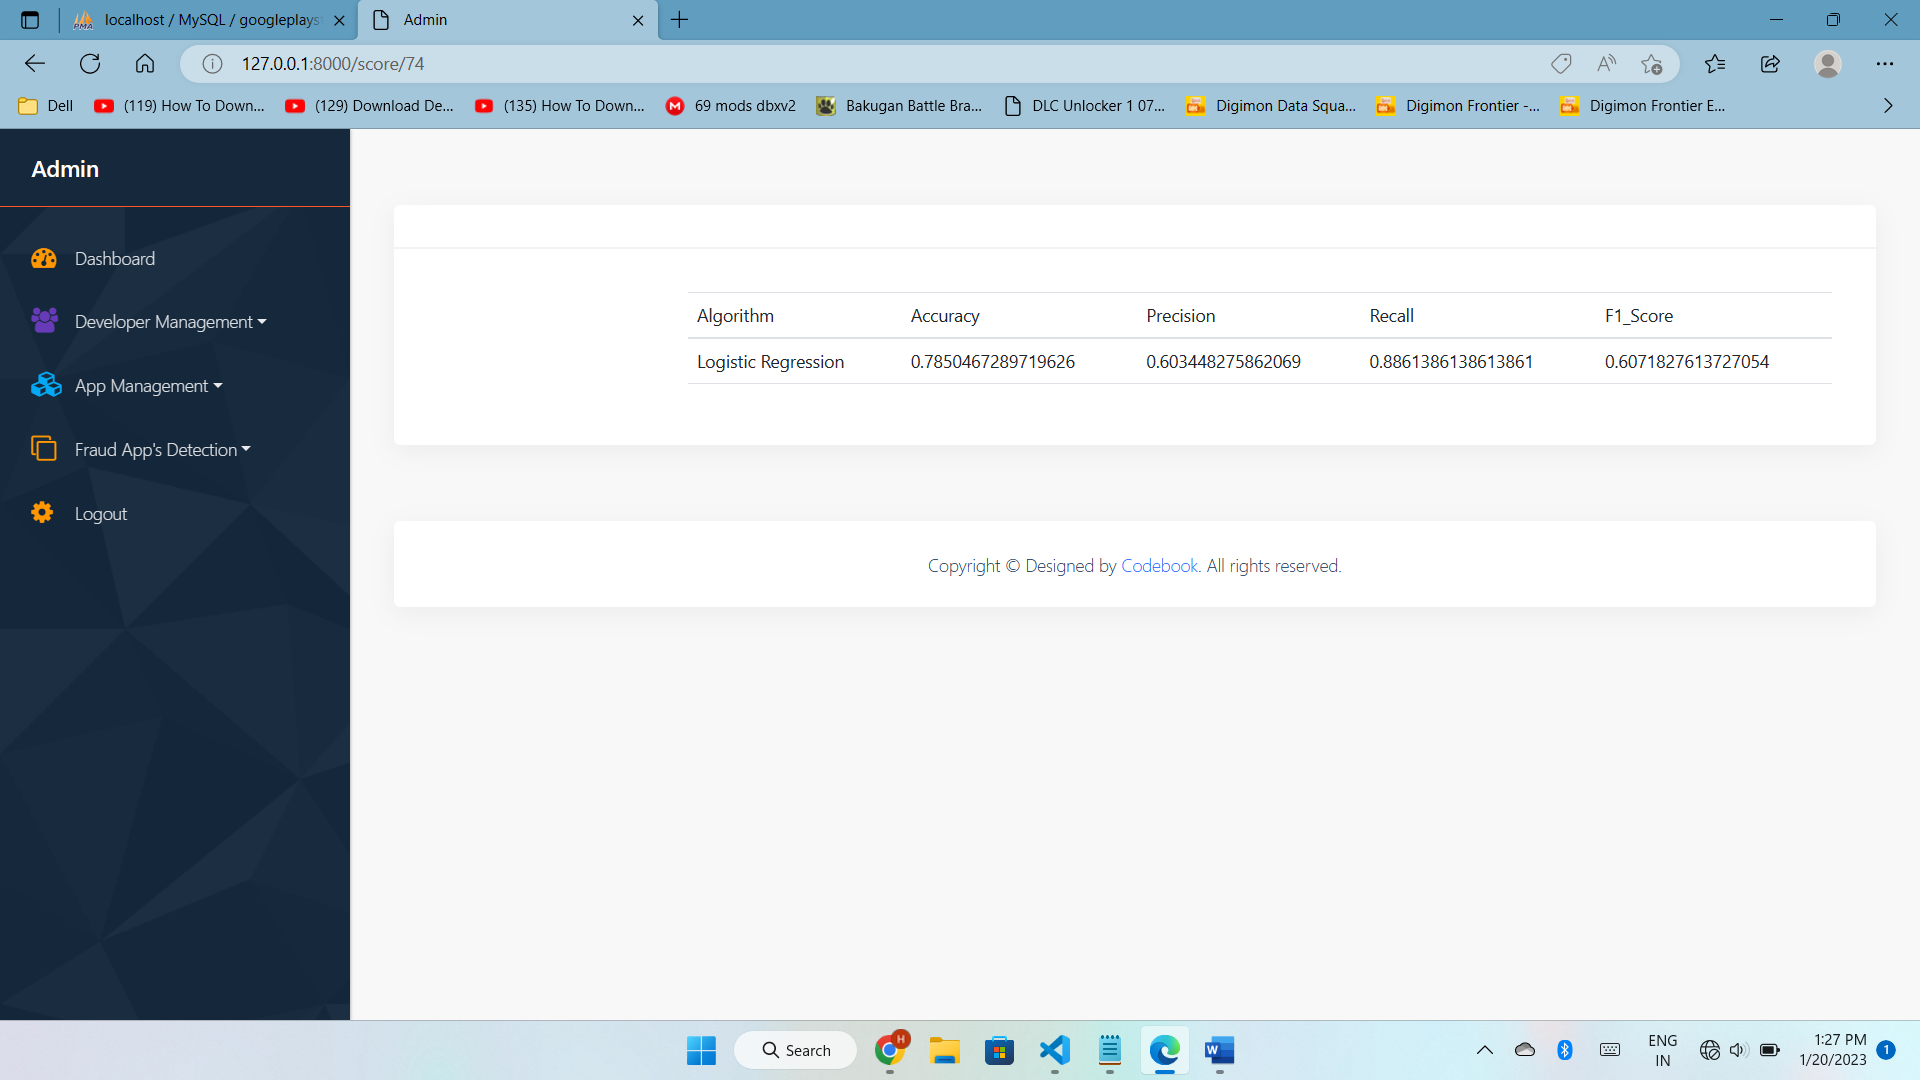 localhost / MySQL / googleplays
Admin
127.0.0.1:8000/score/74
Dell
(119) How To Down...
(129) Download De...
(135) How To Down...
69 mods dbxv2
Bakugan Battle Bra...
DLC Unlocker 1 07...
Digimon Data Squa...
Digimon Frontier -...
Digimon Frontier E...
Admin
Dashboard
Developer Management
App Management
Fraud App's Detection
Logout
Algorithm Accuracy Precision Recall F1_Score
Logistic Regression 0.7850467289719626 0.603448275862069 0.8861386138613861 0.6071827613727054
Copyright © Designed by Codebook. All rights reserved.
Search
H
ENG
IN
1:27 PM
1/20/2023
1